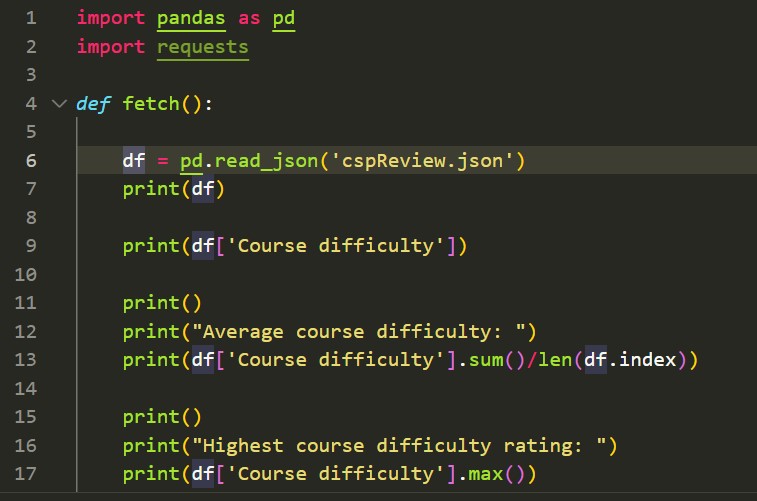 1 import pandas as pd
2 import requests
3
4 def fetch():
5
6     df = pd.read_json('cspReview.json')
7     print(df)
8
9     print(df['Course difficulty'])
10
11     print()
12     print("Average course difficulty: ")
13     print(df['Course difficulty'].sum()/len(df.index))
14
15     print()
16     print("Highest course difficulty rating: ")
17     print(df['Course difficulty'].max())